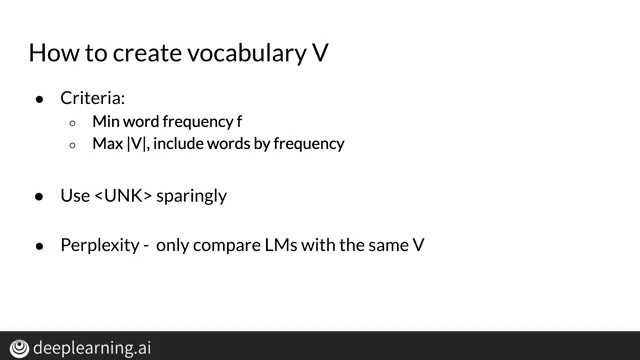 How to create vocabulary V
● Criteria:
○ Min word frequency f
○ Max |V|, include words by frequency
● Use <UNK> sparingly
● Perplexity - only compare LMs with the same V
deeplearning.ai